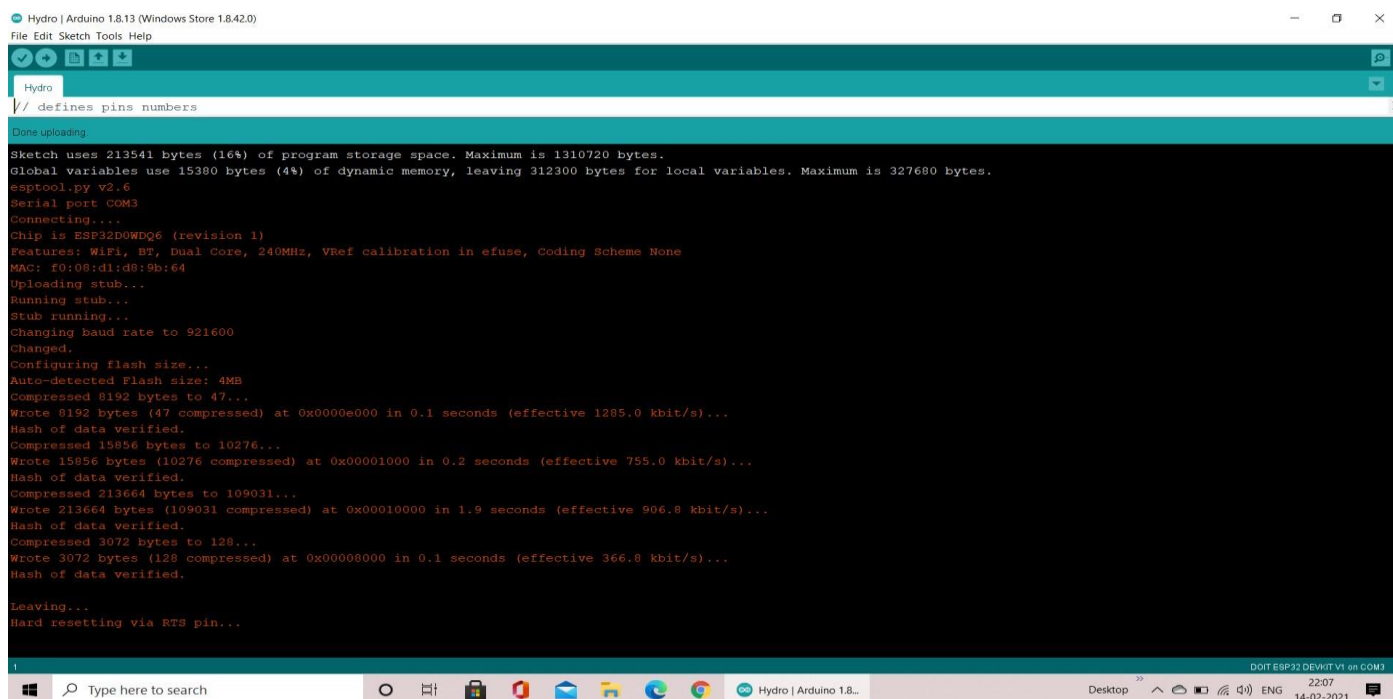 Hydro | Arduino 1.8.13 (Windows Store 1.8.42.0)
File Edit Sketch Tools Help
Hydro
// defines pins numbers
Done uploading.
Sketch uses 213541 bytes (16%) of program storage space. Maximum is 1310720 bytes.
Global variables use 15380 bytes (4%) of dynamic memory, leaving 312300 bytes for local variables. Maximum is 327680 bytes.
esptool.py v2.6
Serial port COM3
Connecting....
Chip is ESP32D0WDQ6 (revision 1)
Features: WiFi, BT, Dual Core, 240MHz, VRef calibration in efuse, Coding Scheme None
MAC: f0:08:d1:d8:9b:64
Uploading stub...
Running stub...
Stub running...
Changing baud rate to 921600
Changed.
Configuring flash size...
Auto-detected Flash size: 4MB
Compressed 8192 bytes to 47...
Wrote 8192 bytes (47 compressed) at 0x0000e000 in 0.1 seconds (effective 1285.0 kbit/s)...
Hash of data verified.
Compressed 15856 bytes to 10276...
Wrote 15856 bytes (10276 compressed) at 0x00001000 in 0.2 seconds (effective 755.0 kbit/s)...
Hash of data verified.
Compressed 213664 bytes to 109031...
Wrote 213664 bytes (109031 compressed) at 0x00010000 in 1.9 seconds (effective 906.8 kbit/s)...
Hash of data verified.
Compressed 3072 bytes to 128...
Wrote 3072 bytes (128 compressed) at 0x00008000 in 0.1 seconds (effective 366.8 kbit/s)...
Hash of data verified.
Leaving...
Hard resetting via RTS pin...
1 DOIT ESP32 DEVKIT V1 on COM3
Type here to search Hydro | Arduino 1.8... Desktop ENG 22:07
14-02-2021